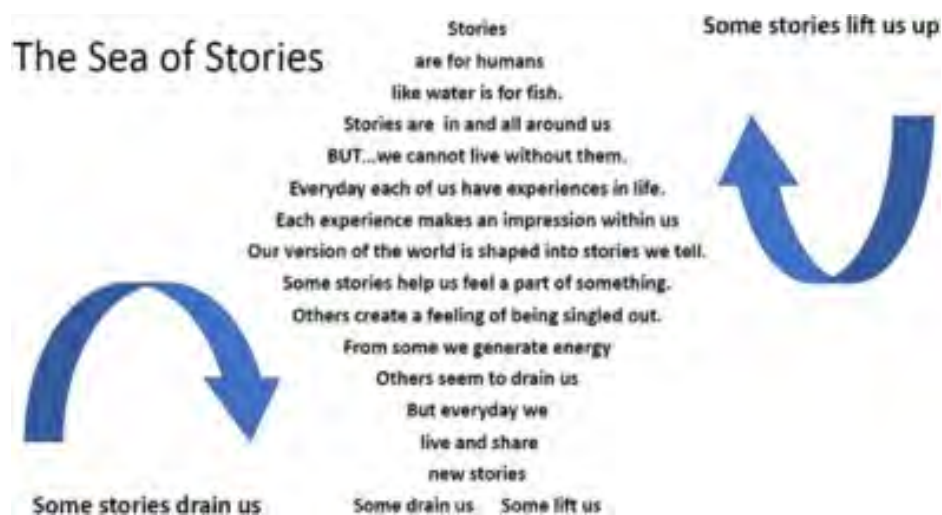 The Sea of Stories
Stories
are for humans
like water is for fish.
Stories are in and all around us
BUT...we cannot live without them.
Everyday each of us have experiences in life.
Each experience makes an impression within us
Our version of the world is shaped into stories we tell.
Some stories help us feel a part of something.
Others create a feeling of being singled out.
From some we generate energy
Others seem to drain us
But everyday we
live and share
new stories
Some drain us Some lift us
Some stories lift us up
Some stories drain us